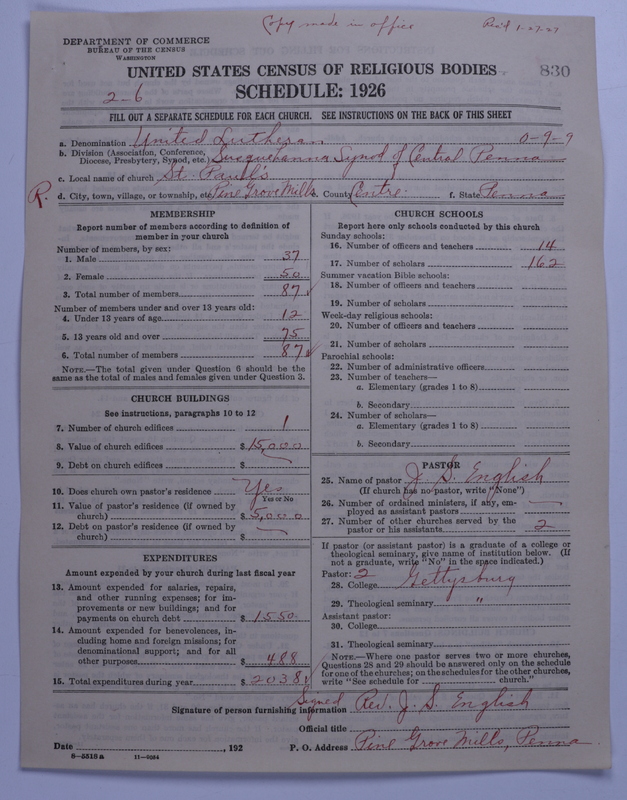 Copy made in office
Rec'd 1-27-27
DEPARTMENT OF COMMERCE
BUREAU OF THE CENSUS
WASHINGTON
UNITED STATES CENSUS OF RELIGIOUS BODIES
830
2-6
SCHEDULE: 1926
FILL OUT A SEPARATE SCHEDULE FOR EACH CHURCH. SEE INSTRUCTIONS ON THE BACK OF THIS SHEET
a. Denomination United Lutheran 0-9-9
b. Division (Association, Conference, Diocese, Presbytery, Synod, etc.) Susquehanna Synod of Central Penna
c. Local name of church St. Paul's
R. d. City, town, village, or township, etc. Pine Grove Mills e. County Centre. f. State Penna
MEMBERSHIP
Report number of members according to definition of
member in your church
Number of members, by sex:
1. Male 37
2. Female 50
3. Total number of members 87
Number of members under and over 13 years old:
4. Under 13 years of age 12
5. 13 years old and over 75
6. Total number of members 87
NOTE.—The total given under Question 6 should be
same as the total of males and females given under Question 3.
CHURCH BUILDINGS
See instructions, paragraphs 10 to 12
7. Number of church edifices 1
8. Value of church edifices $15,000
9. Debt on church edifices $
10. Does church own pastor's residence Yes
Yes or No
11. Value of pastor's residence (if owned by
church) $5,000
12. Debt on pastor's residence (if owned by
church) $
EXPENDITURES
Amount expended by your church during last fiscal year
13. Amount expended for salaries, repairs,
and other running expenses; for im-
provements or new buildings; and for
payments on church debt $1550.
14. Amount expended for benevolences, in-
cluding home and foreign missions; for
denominational support; and for all
other purposes $488
15. Total expenditures during year $2038
CHURCH SCHOOLS
Report here only schools conducted by this church
Sunday schools:
16. Number of officers and teachers 14
17. Number of scholars 162
Summer vacation Bible schools:
18. Number of officers and teachers
19. Number of scholars
Week-day religious schools:
20. Number of officers and teachers
21. Number of scholars
Parochial schools:
22. Number of administrative officers
23. Number of teachers—
a. Elementary (grades 1 to 8)
b. Secondary
24. Number of scholars—
a. Elementary (grades 1 to 8)
b. Secondary
PASTOR
25. Name of pastor J. S. English
(If church has no pastor, write "None")
26. Number of ordained ministers, if any, em-
ployed as assistant pastors
27. Number of other churches served by the
pastor or his assistants 2
If pastor (or assistant pastor) is a graduate of a college or
theological seminary, give name of institution below. (If
not a graduate, write "No" in the space indicated.)
Pastor: 2
28. College Gettysburg
29. Theological seminary "
Assistant pastor:
30. College
31. Theological seminary
NOTE.—Where one pastor serves two or more churches,
Questions 28 and 29 should be answered only on the schedule
for one of the churches; on the schedules for the other churches,
write "See schedule for church."
Signed
Signature of person furnishing information Rev. J. S. English
Official title
Date , 192 P. O. Address Pine Grove Mills, Penna.
8-5518 a 11-9084